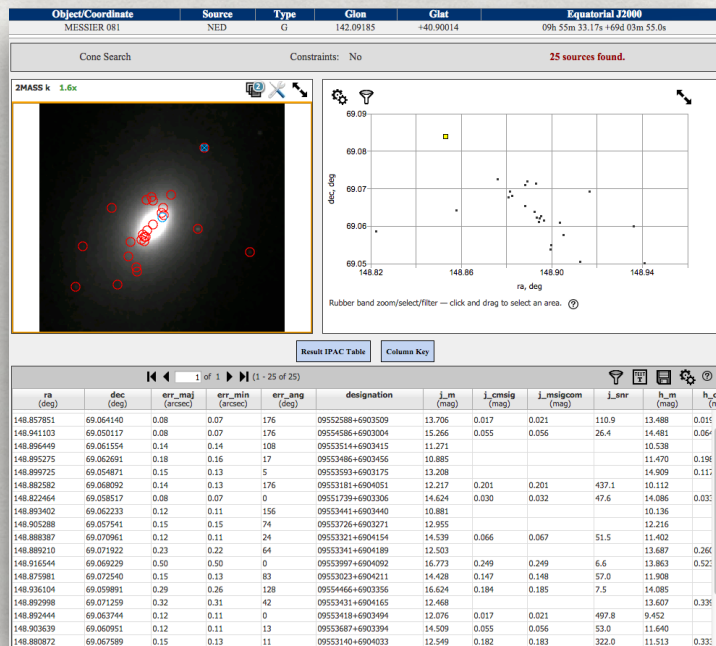 Object/Coordinate Source Type Glon Glat Equatorial J2000
MESSIER 081 NED G 142.09185 +40.90014 09h 55m 33.17s +69d 03m 55.0s
Cone Search Constraints: No 25 sources found.
2MASS k 1.6x 2
69.09
69.08
69.07
69.06
69.05
dec, deg
148.82 148.86 148.90 148.94
ra, deg
Rubber band zoom/select/filter — click and drag to select an area. ?
Result IPAC Table Column Key
1 of 1 (1 - 25 of 25) TEXT ?
ra dec err_maj err_min err_ang designation j_m j_cmsig j_msigcom j_snr h_m h_c
(deg) (deg) (arcsec) (arcsec) (deg) (mag) (mag) (mag) (mag)
148.857851 69.064140 0.08 0.07 176 09552588+6903509 13.706 0.017 0.021 110.9 13.488 0.019
148.941103 69.050117 0.08 0.07 176 09554586+6903004 15.266 0.055 0.056 26.4 14.481 0.064
148.896449 69.061554 0.14 0.14 108 09553514+6903415 11.271 10.538
148.895275 69.062691 0.18 0.16 17 09553486+6903456 10.885 11.470 0.198
148.899725 69.054871 0.15 0.13 5 09553593+6903175 13.208 14.909 0.117
148.882582 69.068092 0.14 0.13 176 09553181+6904051 12.217 0.201 0.201 437.1 10.112
148.822464 69.058517 0.08 0.07 0 09551739+6903306 14.624 0.030 0.032 47.6 14.086 0.033
148.893402 69.062233 0.12 0.11 156 09553441+6903440 10.881 10.136
148.905288 69.057541 0.15 0.15 74 09553726+6903271 12.955 12.216
148.888387 69.070961 0.12 0.11 24 09553321+6904154 14.539 0.066 0.067 51.5 11.402
148.889210 69.071922 0.23 0.22 64 09553341+6904189 12.503 13.687 0.260
148.916544 69.069229 0.50 0.50 0 09553997+6904092 16.773 0.249 0.249 6.6 13.863 0.523
148.875981 69.072540 0.15 0.13 83 09553023+6904211 14.428 0.147 0.148 57.0 11.908
148.936104 69.059891 0.29 0.26 128 09554466+6903356 16.624 0.184 0.185 7.5 14.085
148.892998 69.071259 0.32 0.31 42 09553431+6904165 12.468 13.607 0.339
148.892444 69.063744 0.12 0.11 0 09553418+6903494 12.076 0.017 0.021 497.8 9.452
148.903639 69.060951 0.12 0.11 13 09553687+6903394 14.509 0.055 0.056 53.0 11.640
148.880872 69.067589 0.15 0.13 11 09553140+6904033 12.549 0.182 0.183 322.0 11.513 0.333